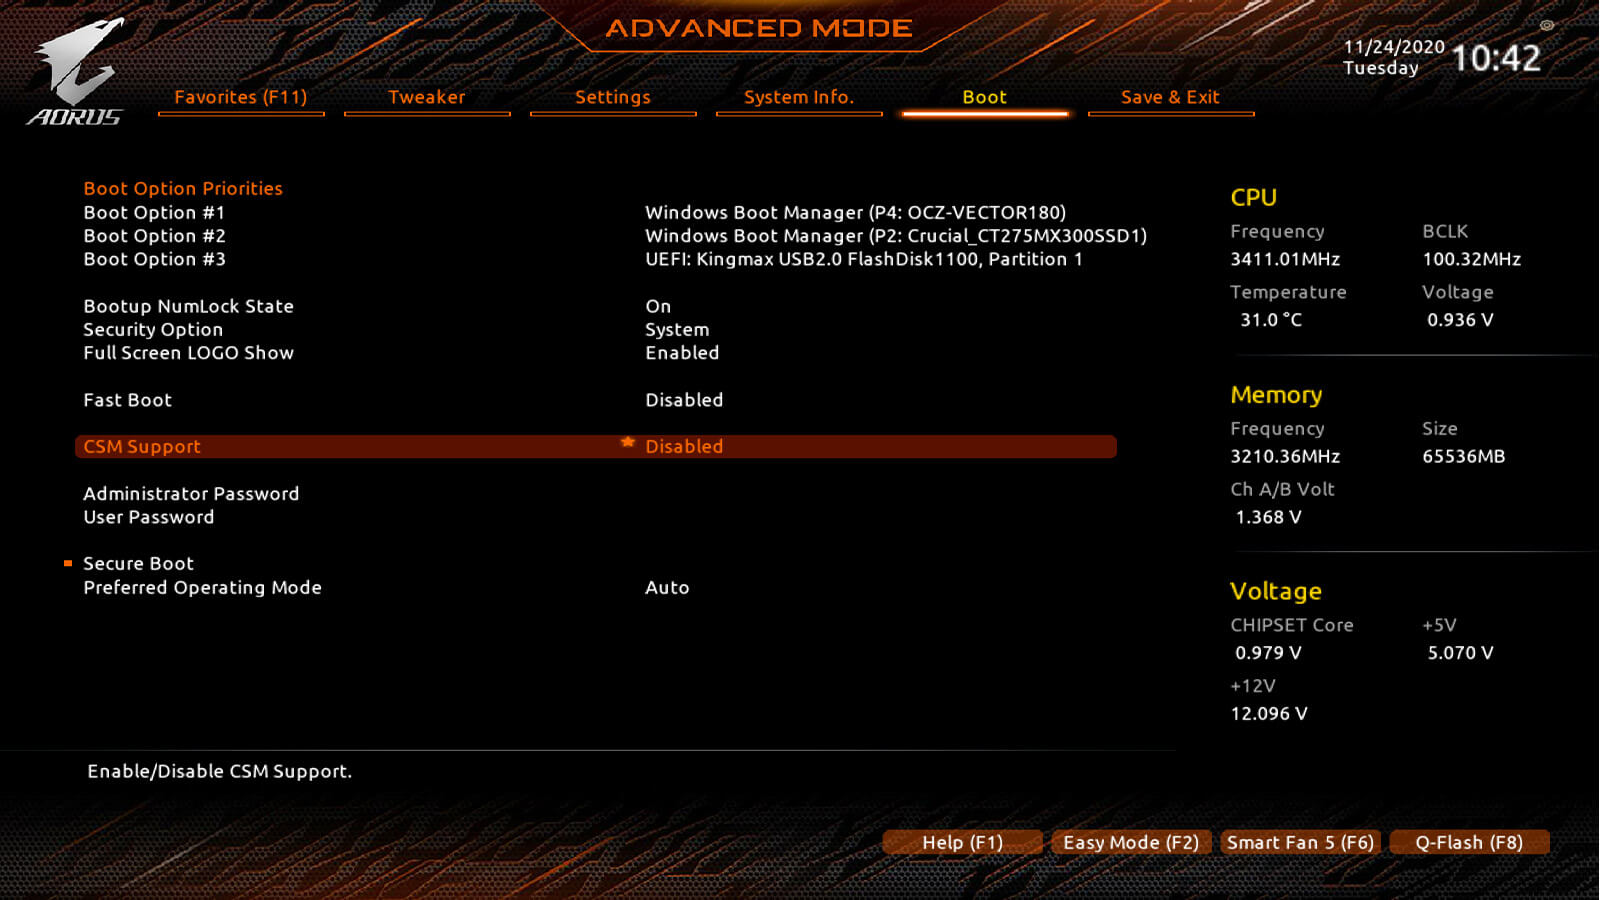 ADVANCED MODE
AORUS
11/24/2020
Tuesday
10:42
Favorites (F11) Tweaker Settings System Info. Boot Save & Exit
Boot Option Priorities
Boot Option #1 Windows Boot Manager (P4: OCZ-VECTOR180)
Boot Option #2 Windows Boot Manager (P2: Crucial_CT275MX300SSD1)
Boot Option #3 UEFI: Kingmax USB2.0 FlashDisk1100, Partition 1
Bootup NumLock State On
Security Option System
Full Screen LOGO Show Enabled
Fast Boot Disabled
CSM Support Disabled
Administrator Password
User Password
Secure Boot
Preferred Operating Mode Auto
CPU
Frequency BCLK
3411.01MHz 100.32MHz
Temperature Voltage
31.0 °C 0.936 V
Memory
Frequency Size
3210.36MHz 65536MB
Ch A/B Volt
1.368 V
Voltage
CHIPSET Core +5V
0.979 V 5.070 V
+12V
12.096 V
Enable/Disable CSM Support.
Help (F1) Easy Mode (F2) Smart Fan 5 (F6) Q-Flash (F8)